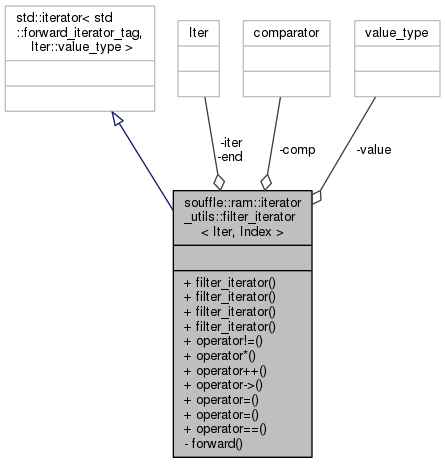 std::iterator< std
::forward_iterator_tag,
Iter::value_type >
Iter
comparator
value_type
-iter
-end
-comp
-value
souffle::ram::iterator
_utils::filter_iterator
< Iter, Index >
+ filter_iterator()
+ filter_iterator()
+ filter_iterator()
+ filter_iterator()
+ operator!=()
+ operator*()
+ operator++()
+ operator->()
+ operator=()
+ operator=()
+ operator==()
- forward()